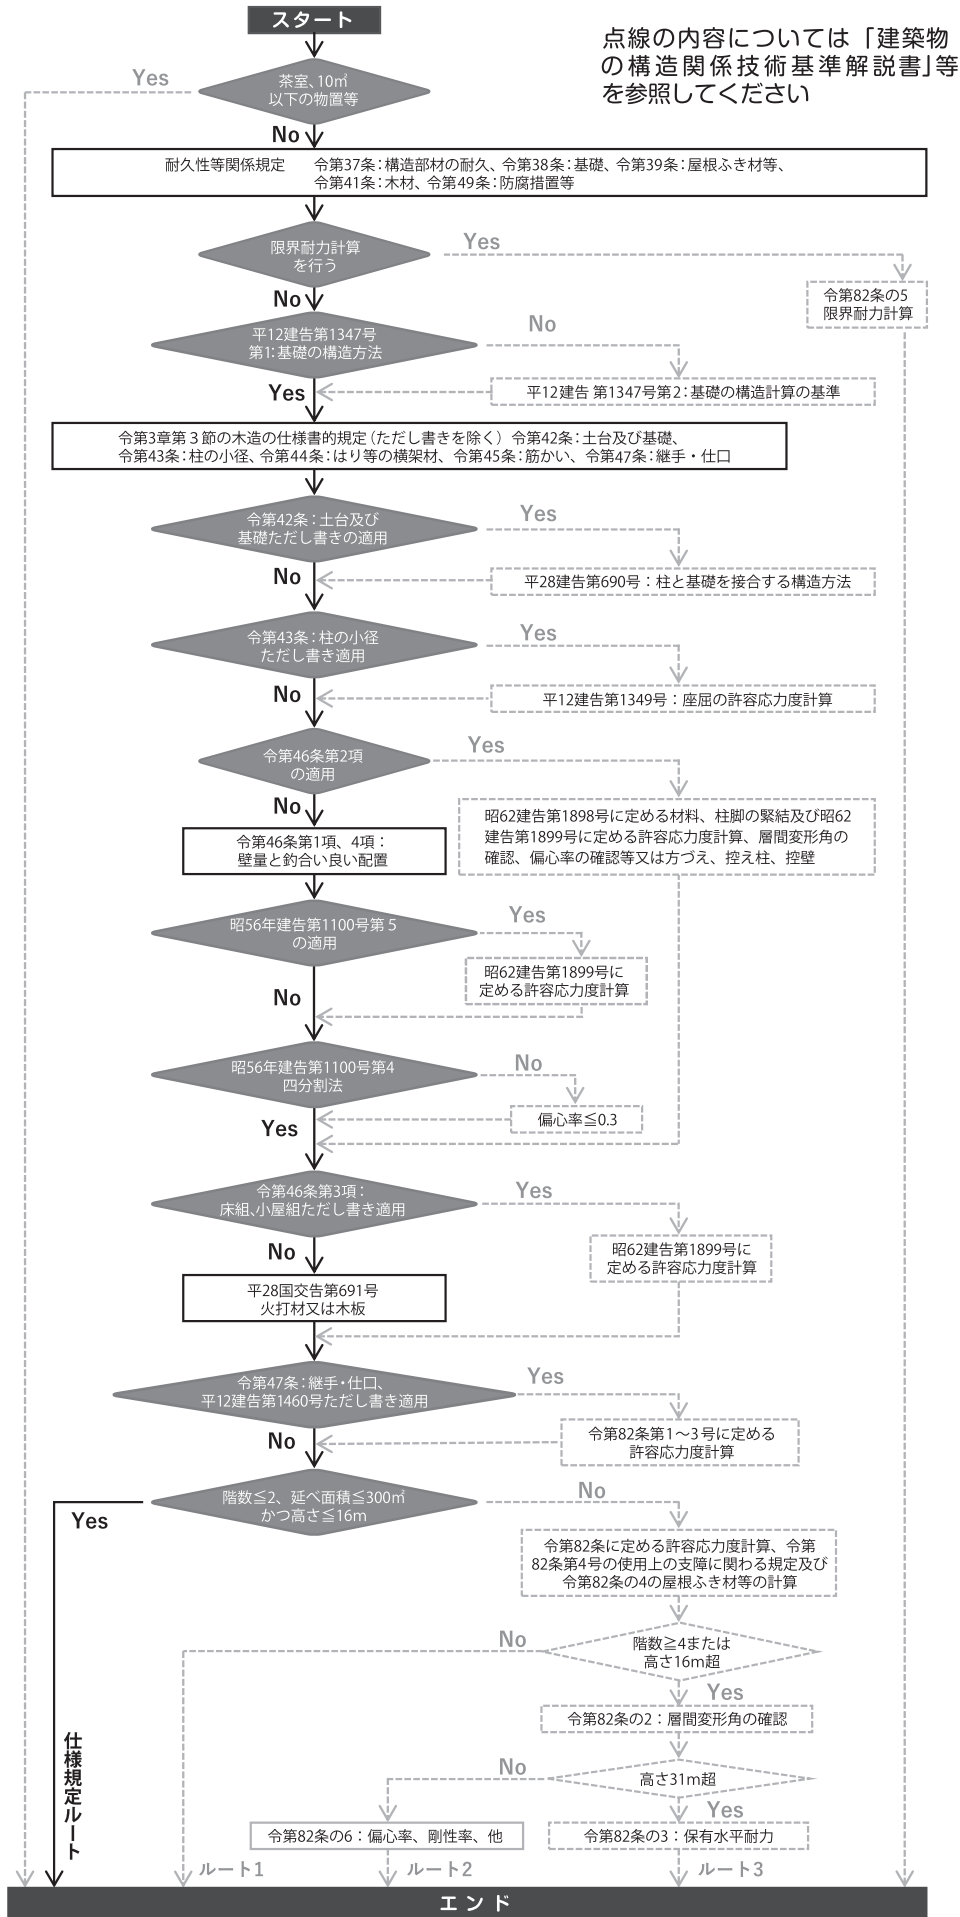 スタート
点線の内容については「建築物
の構造関係技術基準解説書」等
を参照してください
茶室、10㎡
以下の物置等
Yes
No
耐久性等関係規定　令第37条：構造部材の耐久、令第38条：基礎、令第39条：屋根ふき材等、
令第41条：木材、令第49条：防腐措置等
限界耐力計算
を行う
Yes
No
令第82条の5
限界耐力計算
平12建告第1347号
第1：基礎の構造方法
No
Yes
平12建告 第1347号第2：基礎の構造計算の基準
令第3章第３節の木造の仕様書的規定（ただし書きを除く）令第42条：土台及び基礎、
令第43条：柱の小径、令第44条：はり等の横架材、令第45条：筋かい、令第47条：継手・仕口
令第42条：土台及び
基礎ただし書きの適用
Yes
No
平28建告第690号：柱と基礎を接合する構造方法
令第43条：柱の小径
ただし書き適用
Yes
No
平12建告第1349号：座屈の許容応力度計算
令第46条第2項
の適用
Yes
No
昭62建告第1898号に定める材料、柱脚の緊結及び昭62
建告第1899号に定める許容応力度計算、層間変形角の
確認、偏心率の確認等又は方づえ、控え柱、控壁
令第46条第1項、4項：
壁量と釣合い良い配置
昭56年建告第1100号第５
の適用
Yes
No
昭62建告第1899号に
定める許容応力度計算
昭56年建告第1100号第4
四分割法
No
Yes
偏心率≦0.3
令第46条第3項：
床組、小屋組ただし書き適用
Yes
No
昭62建告第1899号に
定める許容応力度計算
平28国交告第691号
火打材又は木板
令第47条：継手・仕口、
平12建告第1460号ただし書き適用
Yes
No
令第82条第１～３号に定める
許容応力度計算
階数≦2、延べ面積≦300㎡
かつ高さ≦16m
No
Yes
令第82条に定める許容応力度計算、令第
82条第4号の使用上の支障に関わる規定及び
令第82条の4の屋根ふき材等の計算
階数≧4または
高さ16m超
No
Yes
令第82条の2：層間変形角の確認
高さ31m超
No
Yes
令第82条の6：偏心率、剛性率、他
令第82条の3：保有水平耐力
仕様規定ルート
ルート1
ルート2
ルート3
エンド